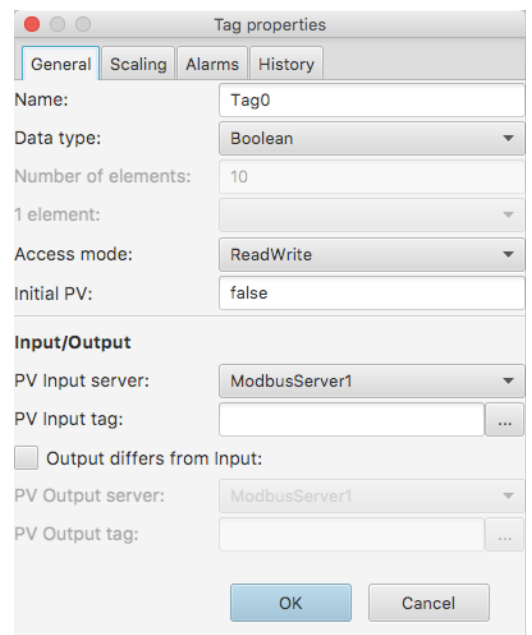 Tag properties
General Scaling Alarms History
Name: Tag0
Data type: Boolean
Number of elements: 10
1 element:
Access mode: ReadWrite
Initial PV: false
Input/Output
PV Input server: ModbusServer1
PV Input tag: ...
Output differs from Input:
PV Output server: ModbusServer1
PV Output tag: ...
OK Cancel